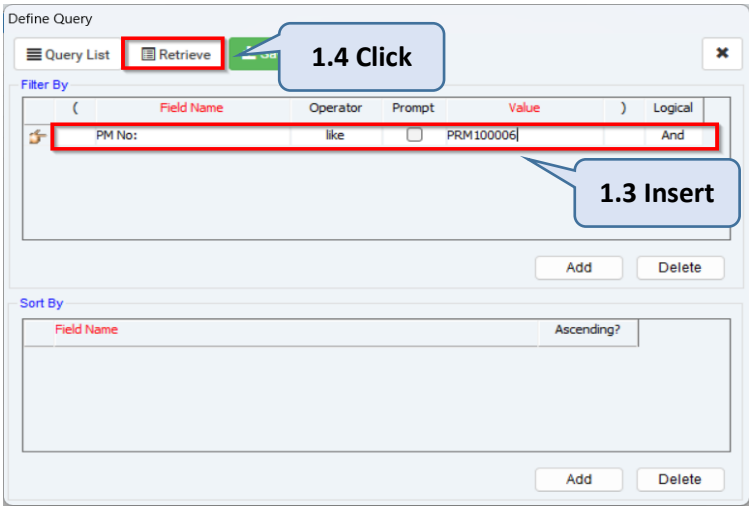 Define Query
Query List
Retrieve
1.4 Click
Filter By
( Field Name Operator Prompt Value ) Logical
PM No: like PRM100006 And
1.3 Insert
Add Delete
Sort By
Field Name Ascending?
Add Delete